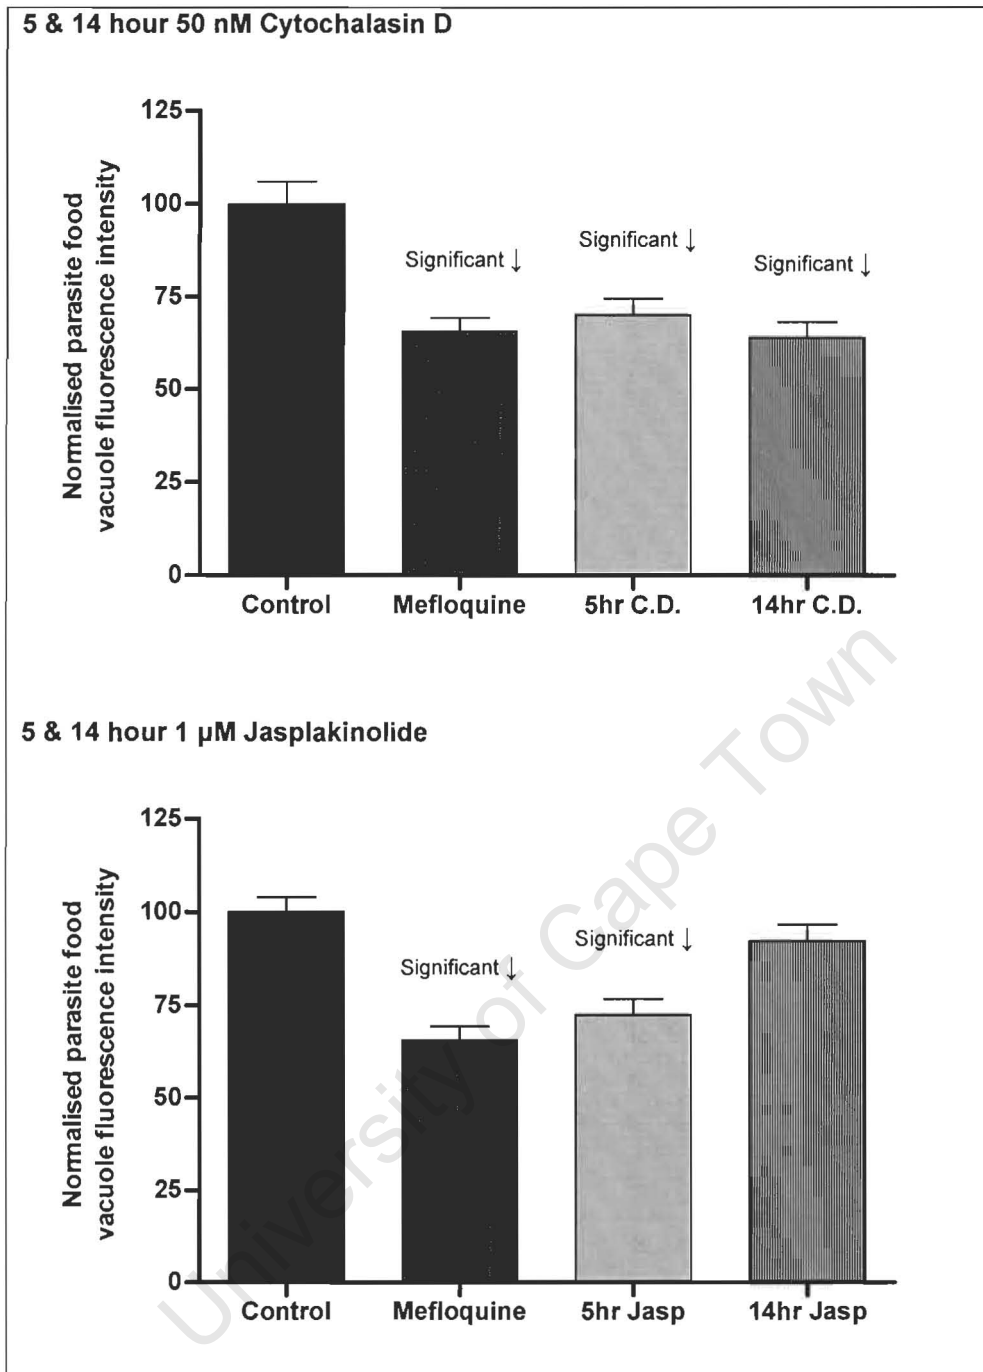 5 & 14 hour 50 nM Cytochalasin D
Normalised parasite food
vacuole fluorescence intensity
125
100
75
50
25
0
Significant ↓
Significant ↓
Significant ↓
Control
Mefloquine
5hr C.D.
14hr C.D.
5 & 14 hour 1 µM Jasplakinolide
Normalised parasite food
vacuole fluorescence intensity
125
100
75
50
25
0
Significant ↓
Significant ↓
Control
Mefloquine
5hr Jasp
14hr Jasp
University of Cape Town